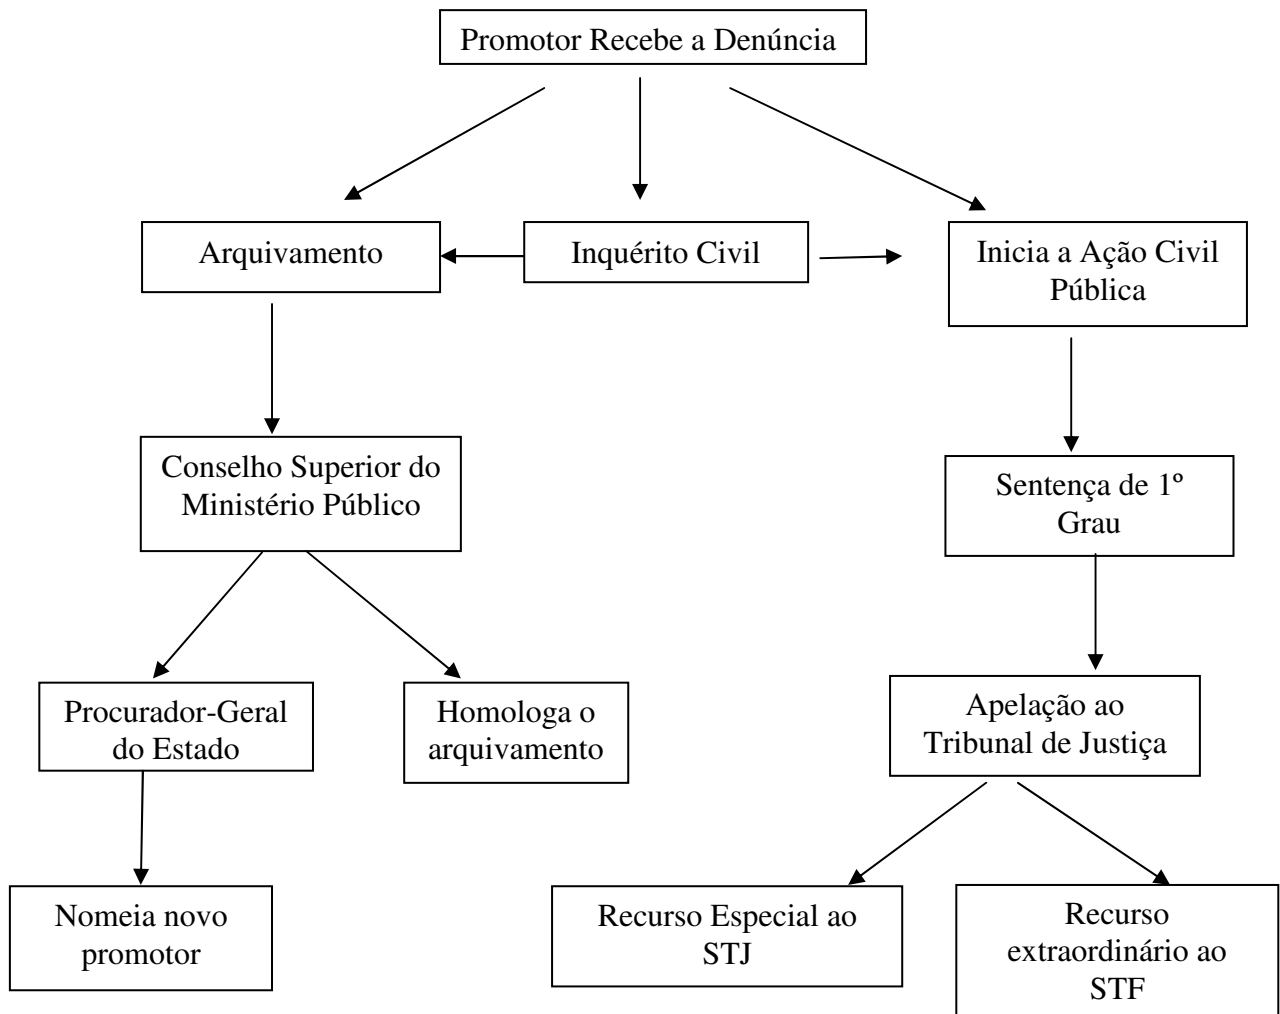 Promotor Recebe a Denúncia
Arquivamento
Inquérito Civil
Inicia a Ação Civil
Pública
Conselho Superior do
Ministério Público
Sentença de 1º
Grau
Procurador-Geral
do Estado
Homologa o
arquivamento
Apelação ao
Tribunal de Justiça
Nomeia novo
promotor
Recurso Especial ao
STJ
Recurso
extraordinário ao
STF